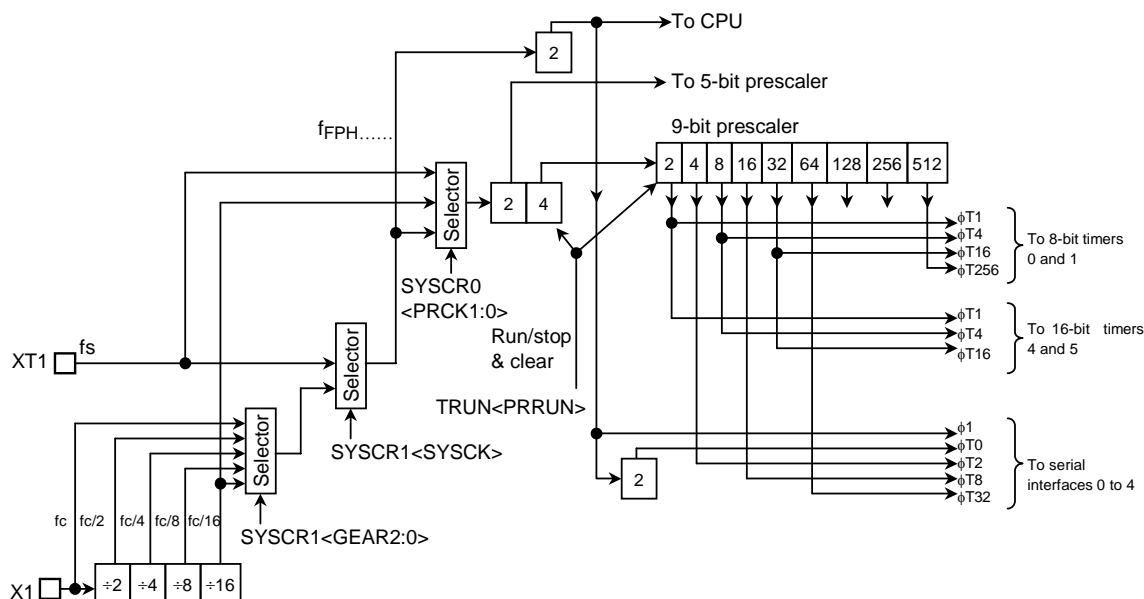 To CPU
2
To 5-bit prescaler
fFPH......
9-bit prescaler
2 4 8 16 32 64 128 256 512
Selector
2 4
ϕT1
ϕT4
ϕT16
ϕT256
To 8-bit timers
0 and 1
SYSCR0
<PRCK1:0>
ϕT1
ϕT4
ϕT16
To 16-bit timers
4 and 5
Run/stop
& clear
XT1
fs
Selector
TRUN<PRRUN>
SYSCR1<SYSCK>
Selector
ϕ1
ϕT0
ϕT2
ϕT8
ϕT32
To serial
interfaces 0 to 4
2
fc fc/2 fc/4 fc/8 fc/16
SYSCR1<GEAR2:0>
X1
÷2 ÷4 ÷8 ÷16